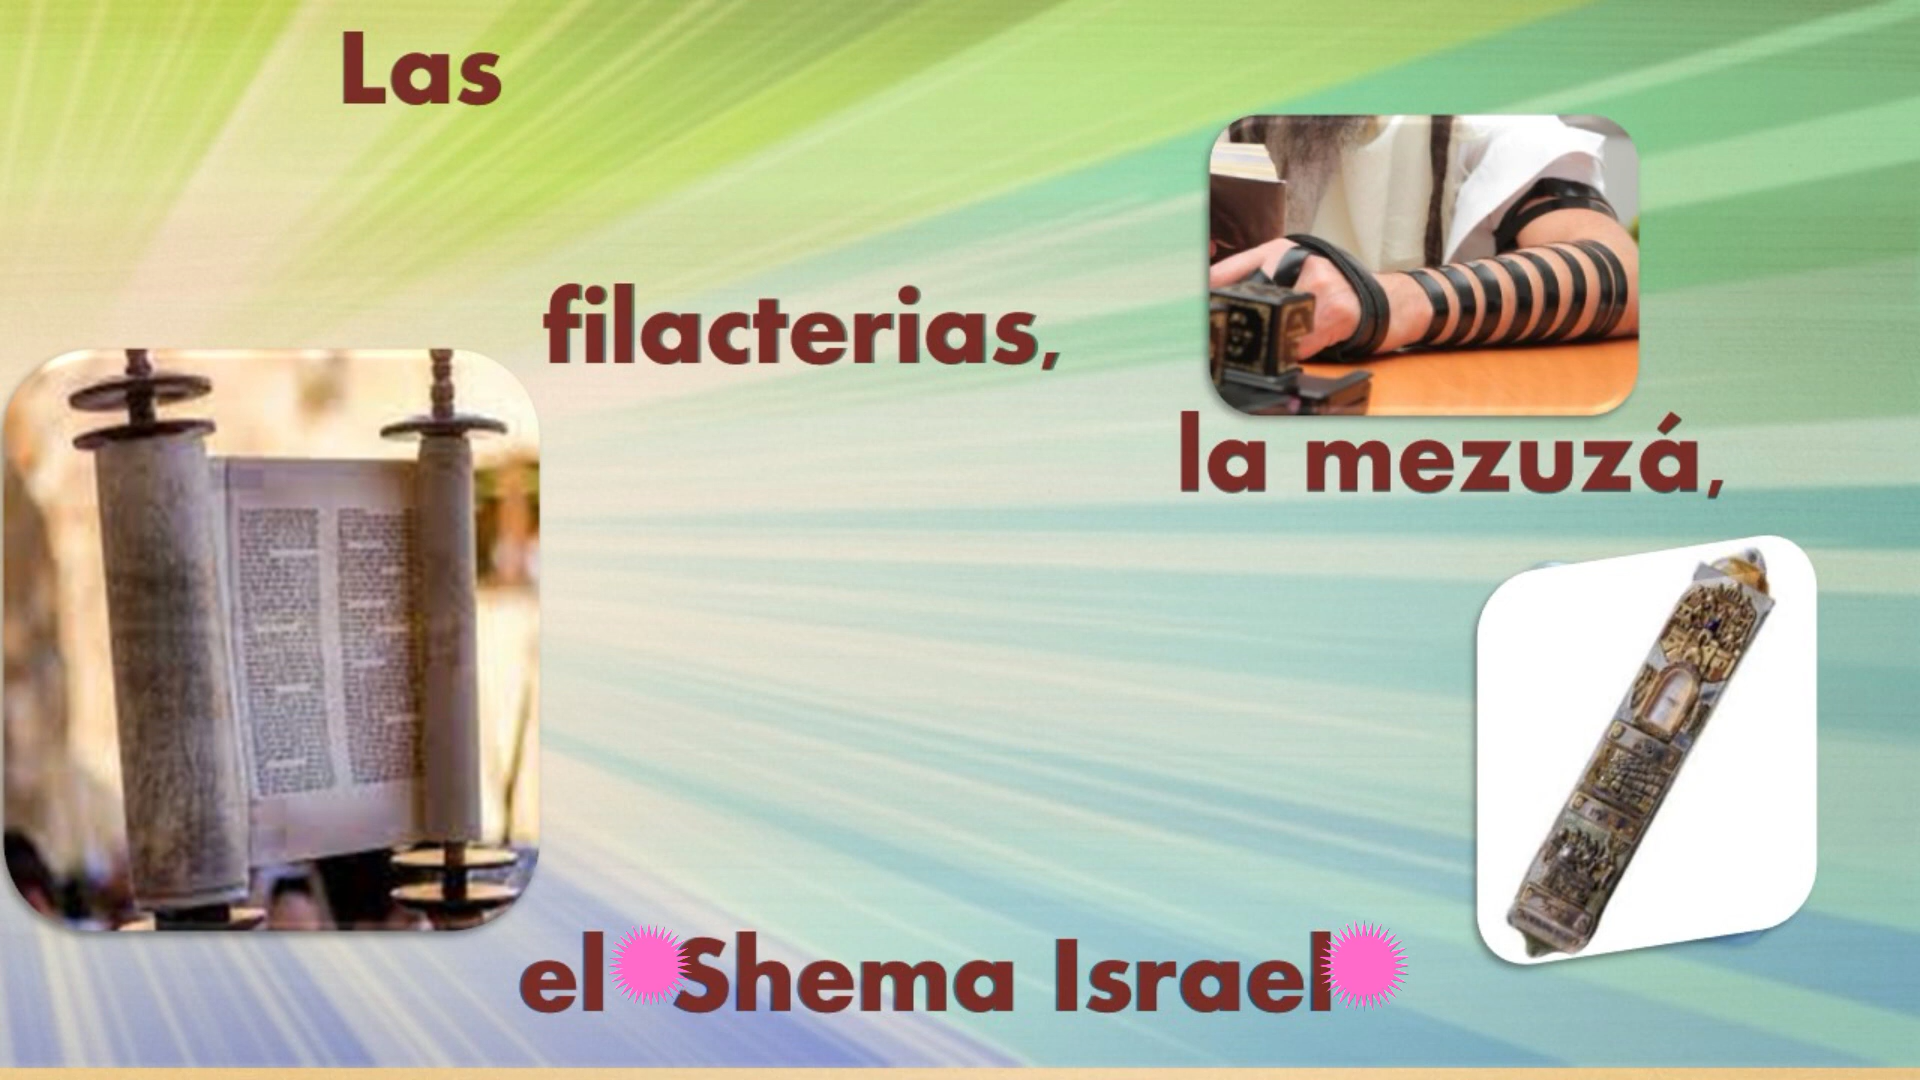 Las
filacterias,
la mezuzá,
el Shema Israel